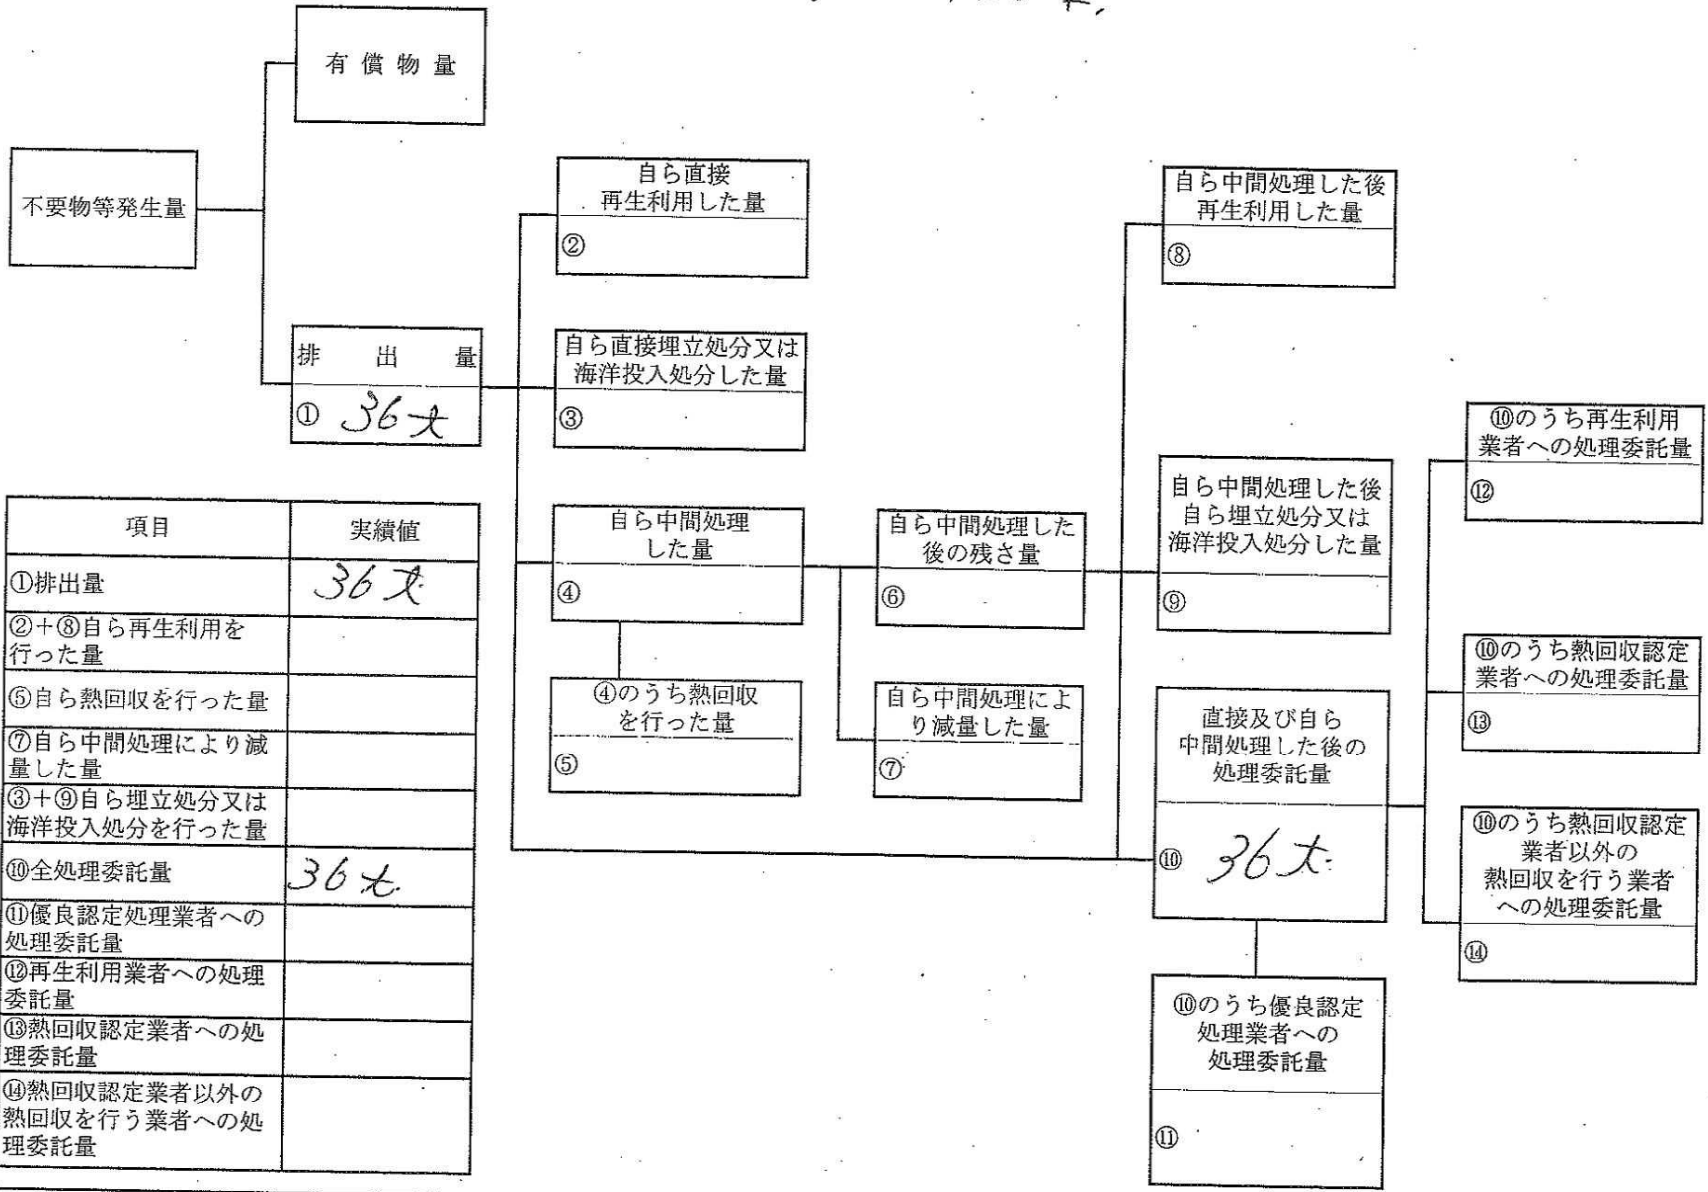 有償物量
不要物等発生量
排出量
① 36t
自ら直接
再生利用した量
②
自ら直接埋立処分又は
海洋投入処分した量
③
自ら中間処理
した量
④
④のうち熱回収
を行った量
⑤
自ら中間処理した
後の残さ量
⑥
自ら中間処理によ
り減量した量
⑦
自ら中間処理した後
再生利用した量
⑧
自ら中間処理した後
自ら埋立処分又は
海洋投入処分した量
⑨
直接及び自ら
中間処理した後の
処理委託量
⑩ 36t
⑩のうち優良認定
処理業者への
処理委託量
⑪
⑩のうち再生利用
業者への処理委託量
⑫
⑩のうち熱回収認定
業者への処理委託量
⑬
⑩のうち熱回収認定
業者以外の
熱回収を行う業者
への処理委託量
⑭
項目 実績値
①排出量 36t
②+⑧自ら再生利用を
行った量
⑤自ら熱回収を行った量
⑦自ら中間処理により減
量した量
③+⑨自ら埋立処分又は
海洋投入処分を行った量
⑩全処理委託量 36t
⑪優良認定処理業者への
処理委託量
⑫再生利用業者への処理
委託量
⑬熱回収認定業者への処
理委託量
⑭熱回収認定業者以外の
熱回収を行う業者への処
理委託量